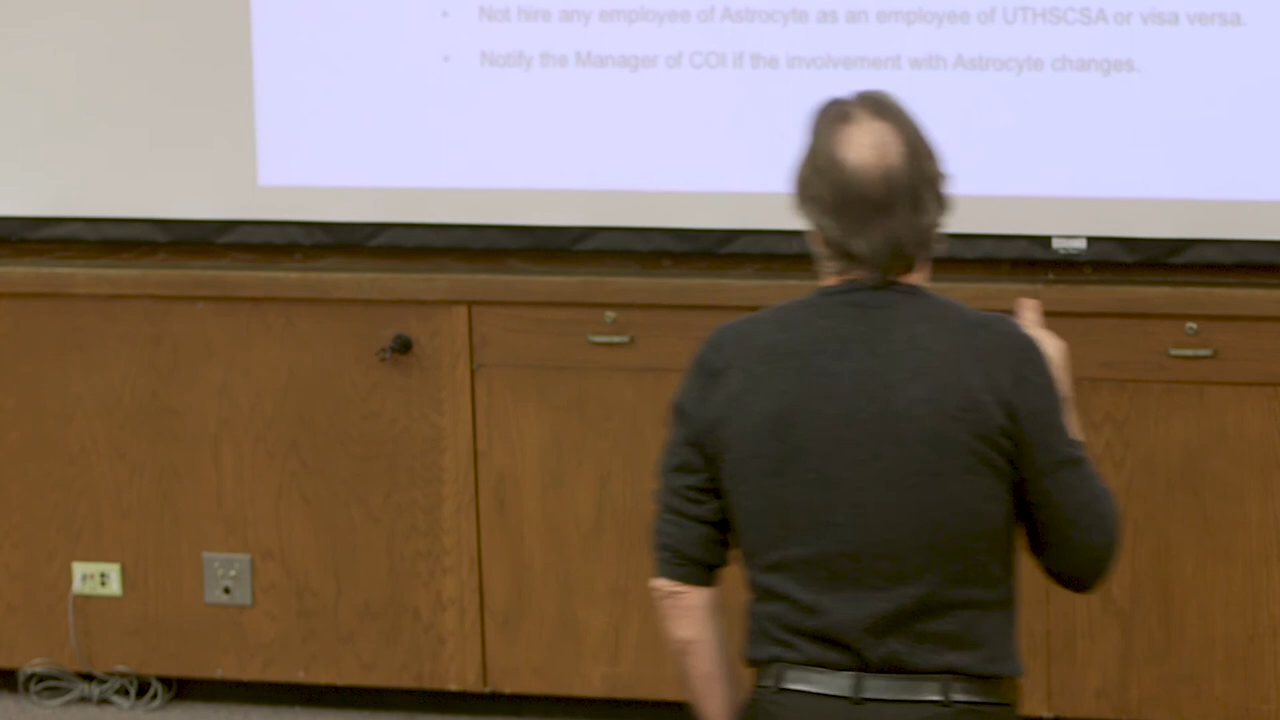 • Not hire any employee of Astrocyte as an employee of UTHSCSA or visa versa.
• Notify the Manager of COI if the involvement with Astrocyte changes.